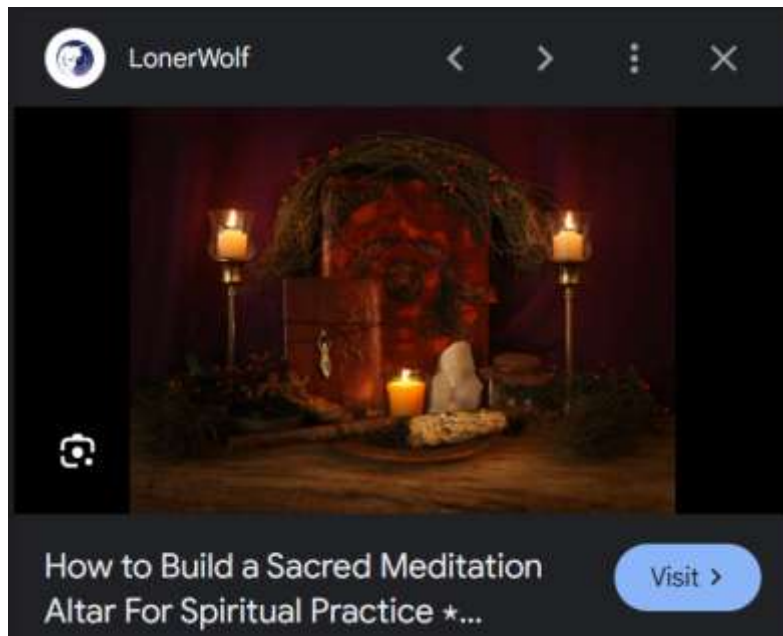 LonerWolf
How to Build a Sacred Meditation
Altar For Spiritual Practice ⋆...
Visit >